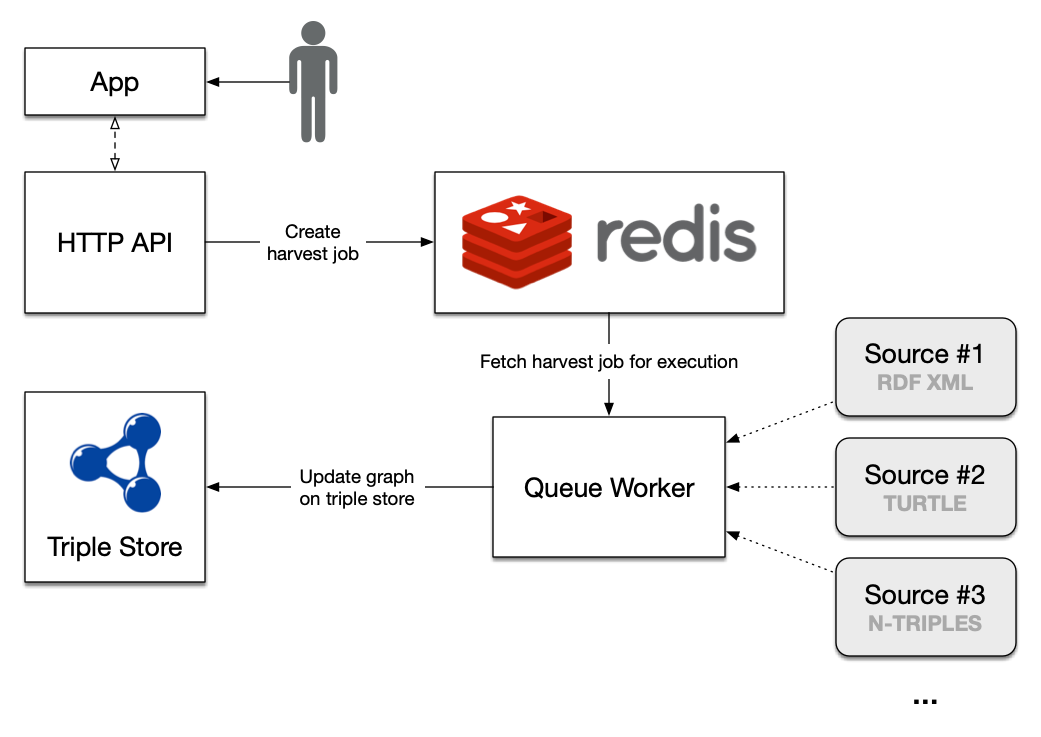 App
HTTP API
Create
harvest job
redis
Fetch harvest job for execution
Source #1
RDF XML
Source #2
TURTLE
Source #3
N-TRIPLES
...
Queue Worker
Update graph
on triple store
Triple Store